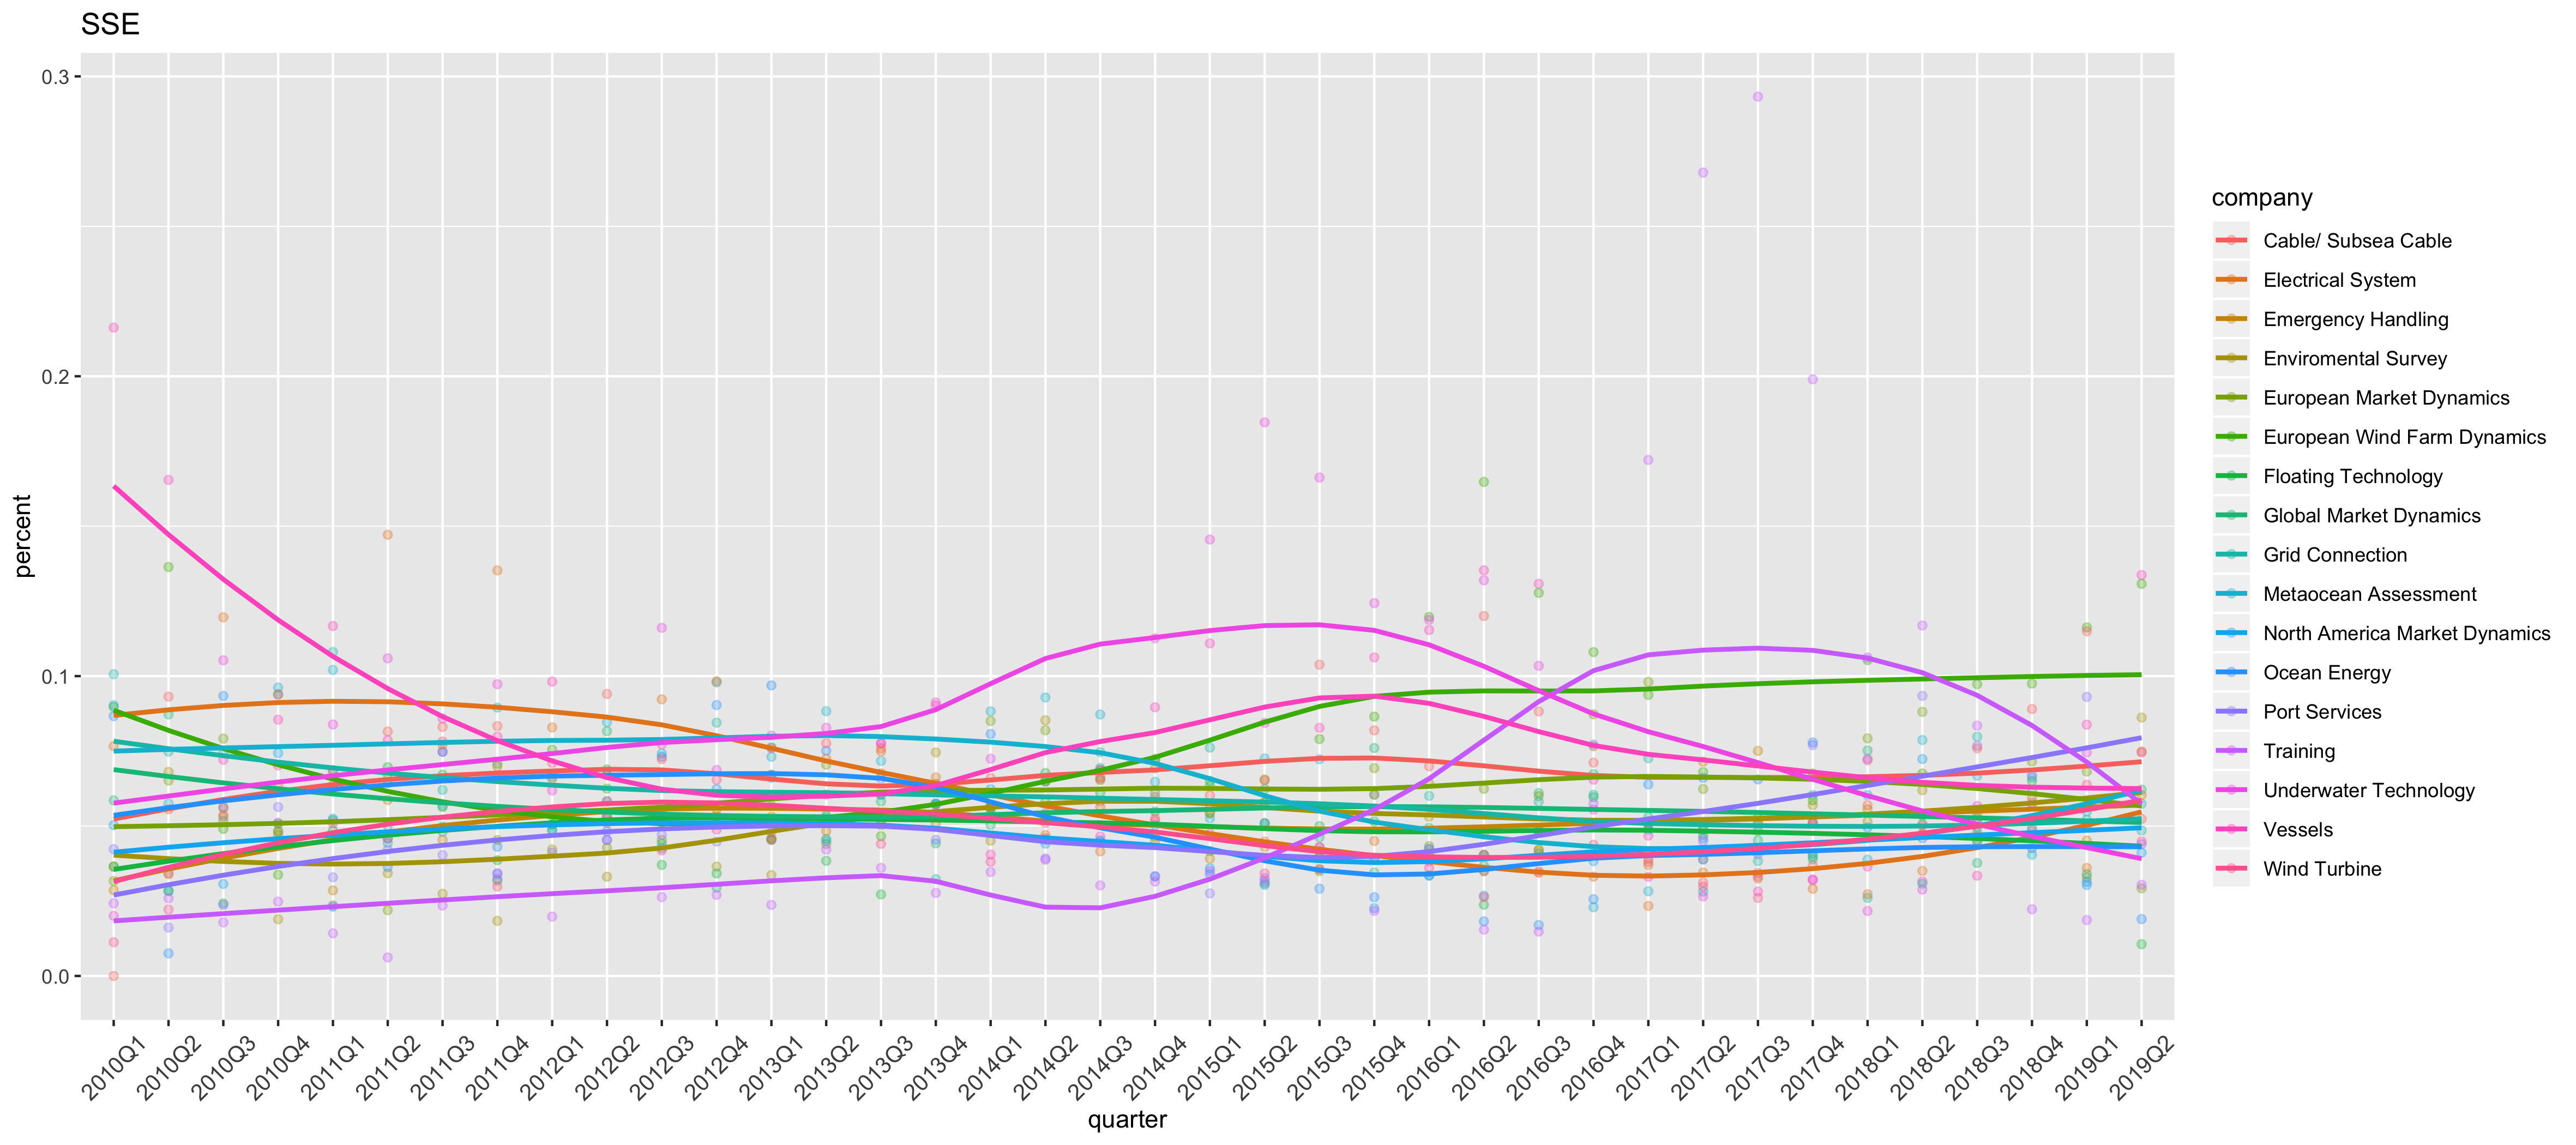 SSE
0.3
0.2
0.1
0.0
percent
2010Q1
2010Q2
2010Q3
2010Q4
2011Q1
2011Q2
2011Q3
2011Q4
2012Q1
2012Q2
2012Q3
2012Q4
2013Q1
2013Q2
2013Q3
2013Q4
2014Q1
2014Q2
2014Q3
2014Q4
2015Q1
2015Q2
2015Q3
2015Q4
2016Q1
2016Q2
2016Q3
2016Q4
2017Q1
2017Q2
2017Q3
2017Q4
2018Q1
2018Q2
2018Q3
2018Q4
2019Q1
2019Q2
quarter
company
Cable/ Subsea Cable
Electrical System
Emergency Handling
Enviromental Survey
European Market Dynamics
European Wind Farm Dynamics
Floating Technology
Global Market Dynamics
Grid Connection
Metaocean Assessment
North America Market Dynamics
Ocean Energy
Port Services
Training
Underwater Technology
Vessels
Wind Turbine